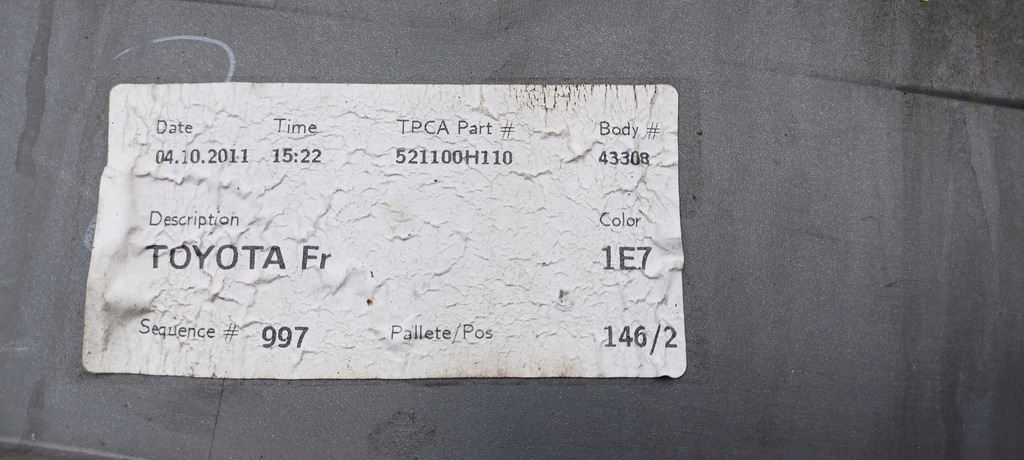 Date Time TPCA Part # Body #
04.10.2011 15:22 521100H110 43308
Description Color
TOYOTA Fr 1E7
Sequence # 997 Pallete/Pos 146/2